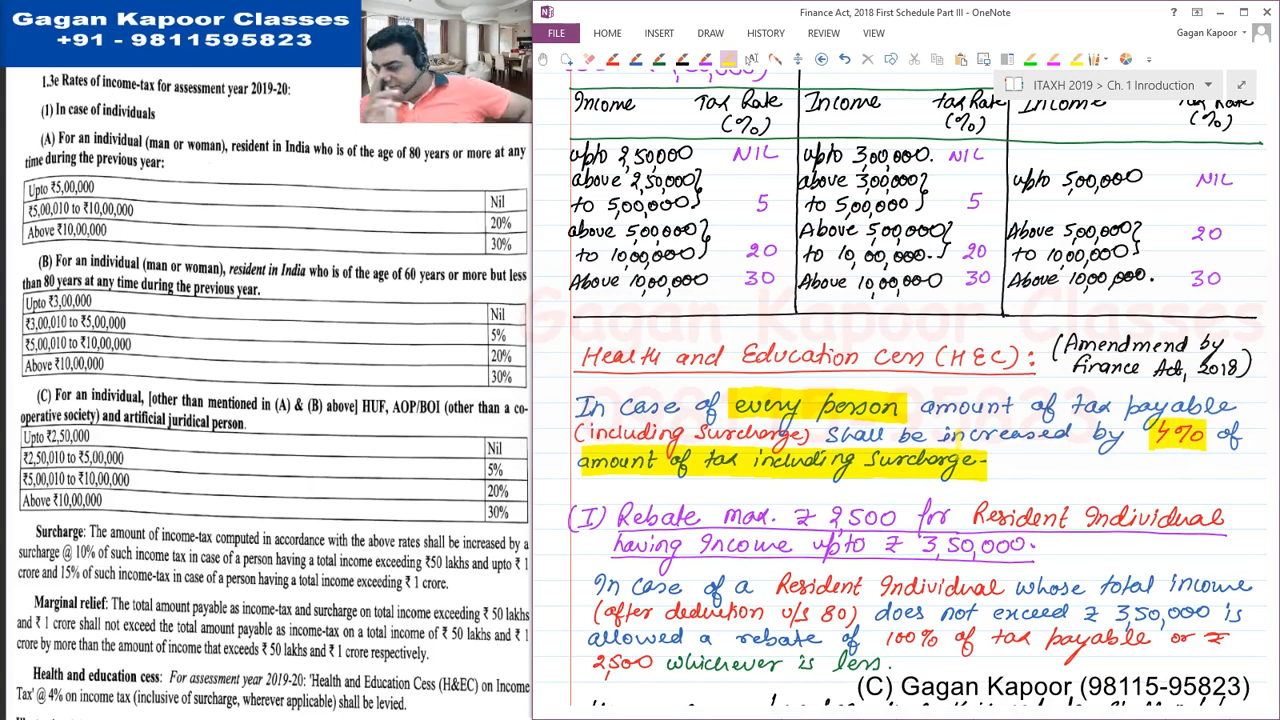 Gagan Kapoor Classes
+91 - 9811595823
1.3e Rates of income-tax for assessment year 2019-20:
(1) In case of individuals
(A) For an individual (man or woman), resident in India who is of the age of 80 years or more at any
time during the previous year:
Upto ₹5,00,000 Nil
₹5,00,010 to ₹10,00,000 20%
Above ₹10,00,000 30%
(B) For an individual (man or woman), resident in India who is of the age of 60 years or more but less
than 80 years at any time during the previous year.
Upto ₹3,00,000 Nil
₹3,00,010 to ₹5,00,000 5%
₹5,00,010 to ₹10,00,000 20%
Above ₹10,00,000 30%
(C) For an individual, [other than mentioned in (A) & (B) above] HUF, AOP/BOI (other than a co-
operative society) and artificial juridical person.
Upto ₹2,50,000 Nil
₹2,50,010 to ₹5,00,000 5%
₹5,00,010 to ₹10,00,000 20%
Above ₹10,00,000 30%
Surcharge: The amount of income-tax computed in accordance with the above rates shall be increased by a
surcharge @ 10% of such income tax in case of a person having a total income exceeding ₹50 lakhs and upto ₹ 1
crore and 15% of such income-tax in case of a person having a total income exceeding ₹ 1 crore.
Marginal relief: The total amount payable as income-tax and surcharge on total income exceeding ₹ 50 lakhs
and ₹ 1 crore shall not exceed the total amount payable as income-tax on a total income of ₹ 50 lakhs and ₹ 1
crore by more than the amount of income that exceeds ₹ 50 lakhs and ₹ 1 crore respectively.
Health and education cess: For assessment year 2019-20: 'Health and Education Cess (H&EC) on Income
Tax' @ 4% on income tax (inclusive of surcharge, wherever applicable) shall be levied.
Finance Act, 2018 First Schedule Part III - OneNote
FILE HOME INSERT DRAW HISTORY REVIEW VIEW Gagan Kapoor
ITAXH 2019 > Ch. 1 Inroduction
Income Tax Rate Income Tax Rate Income Tax Rate
(%) (%) (%)
upto 2,50,000 NIL upto 3,00,000. NIL
above 2,50,000 above 3,00,000 upto 5,00,000 NIL
to 5,00,000 5 to 5,00,000 5
above 5,00,000 Above 5,00,000 Above 5,00,000
to 10,00,000 20 to 10,00,000. 20 to 10,00,000 20
Above 10,00,000 30 Above 10,00,000 30 Above 10,00,000. 30
Gagan Kapoor Classes
Health and Education Cess (HEC): (Amendmend by
Finance Act, 2018)
In case of every person amount of tax payable
(including Surcharge) shall be increased by 4% of
amount of tax including Surcharge-
(I) Rebate max. ₹ 2,500 for Resident Individual
having Income upto ₹ 3,50,000.
In case of a Resident Individual whose total income
(after deduction u/s 80) does not exceed ₹ 3,50,000 is
allowed a rebate of 100% of tax payable or ₹
2,500 whichever is less.
(C) Gagan Kapoor (98115-95823)